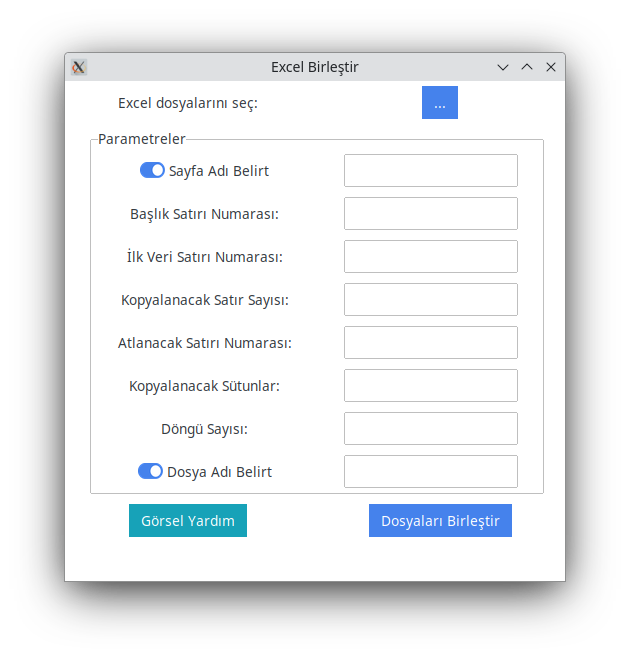 Excel Birleştir
Excel dosyalarını seç:
...
Parametreler
Sayfa Adı Belirt
Başlık Satırı Numarası:
İlk Veri Satırı Numarası:
Kopyalanacak Satır Sayısı:
Atlanacak Satırı Numarası:
Kopyalanacak Sütunlar:
Döngü Sayısı:
Dosya Adı Belirt
Görsel Yardım
Dosyaları Birleştir